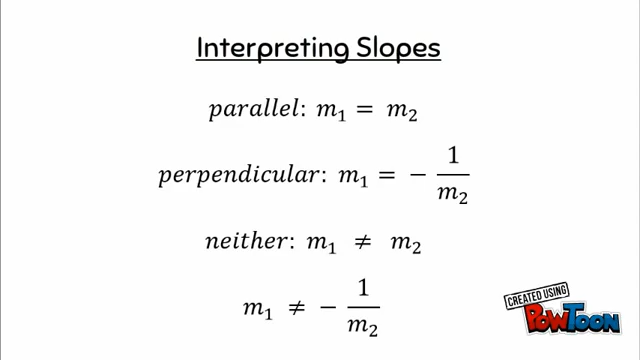 Interpreting Slopes
parallel: m₁ = m₂
perpendicular: m₁ = − 1/m₂
neither: m₁ ≠ m₂
m₁ ≠ − 1/m₂
CREATED USING
POWTOON